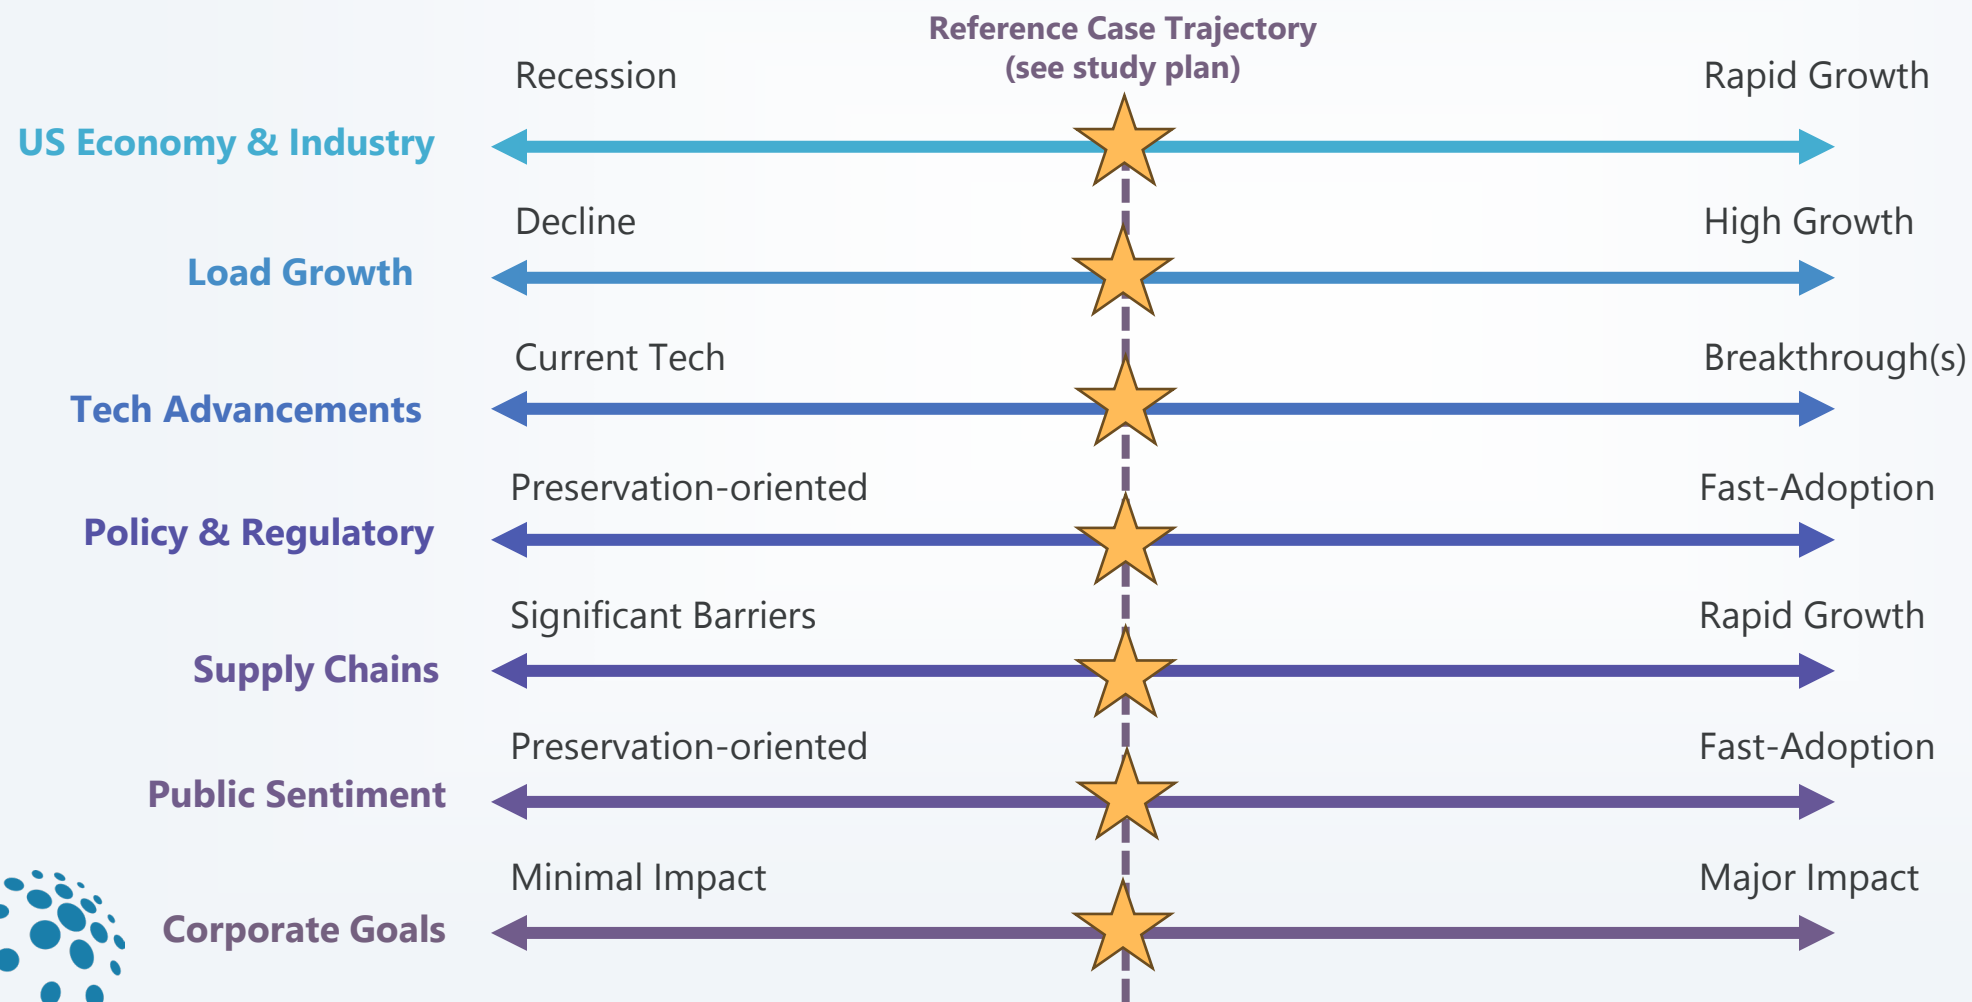 Reference Case Trajectory
(see study plan)
Recession
Rapid Growth
US Economy & Industry
Decline
High Growth
Load Growth
Current Tech
Breakthrough(s)
Tech Advancements
Preservation-oriented
Fast-Adoption
Policy & Regulatory
Significant Barriers
Rapid Growth
Supply Chains
Preservation-oriented
Fast-Adoption
Public Sentiment
Minimal Impact
Major Impact
Corporate Goals